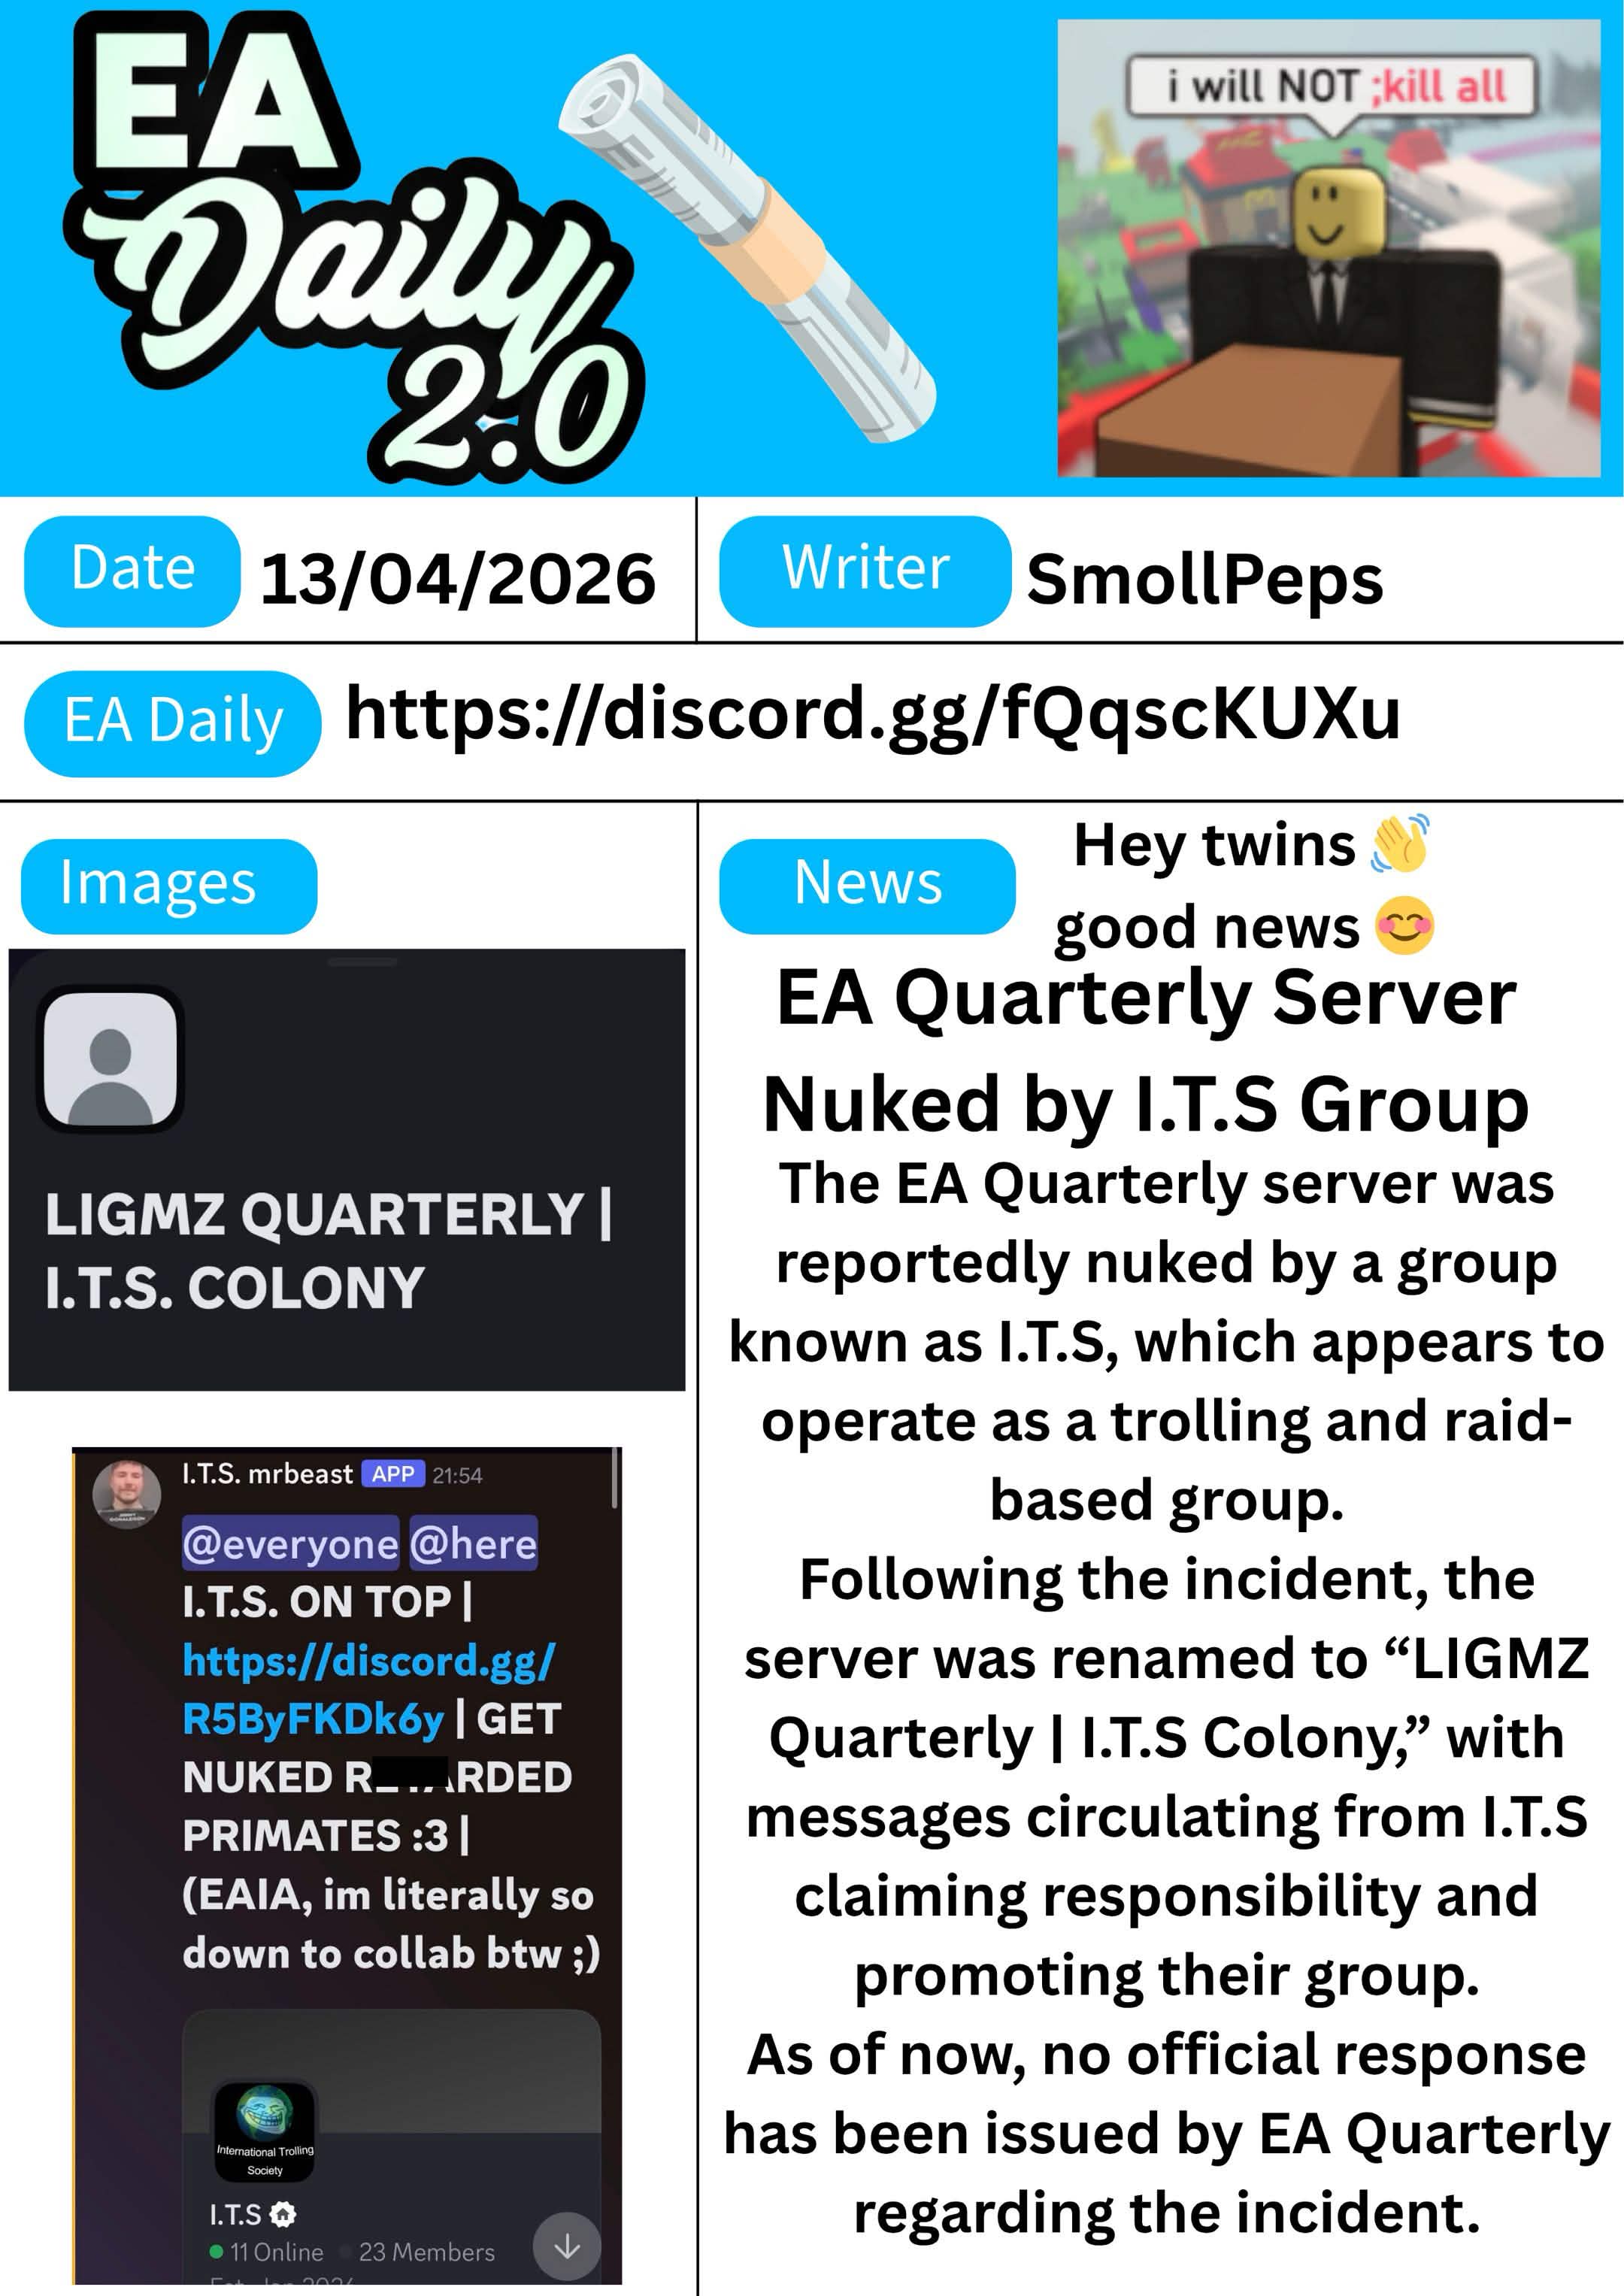 EA
Daily
2.0
i will NOT ;kill all
Date
13/04/2026
Writer
SmollPeps
EA Daily
https://discord.gg/fQqscKUXu
Images
LIGMZ QUARTERLY |
I.T.S. COLONY
I.T.S. mrbeast APP 21:54
@everyone @here
I.T.S. ON TOP |
https://discord.gg/
R5ByFKDk6y | GET
NUKED RETARDED
PRIMATES :3 |
(EAIA, im literally so
down to collab btw ;)
International Trolling
Society
I.T.S
11 Online 23 Members
Est. Jan 2026
News
Hey twins 👋
good news 😊
EA Quarterly Server
Nuked by I.T.S Group
The EA Quarterly server was
reportedly nuked by a group
known as I.T.S, which appears to
operate as a trolling and raid-
based group.
Following the incident, the
server was renamed to “LIGMZ
Quarterly | I.T.S Colony,” with
messages circulating from I.T.S
claiming responsibility and
promoting their group.
As of now, no official response
has been issued by EA Quarterly
regarding the incident.